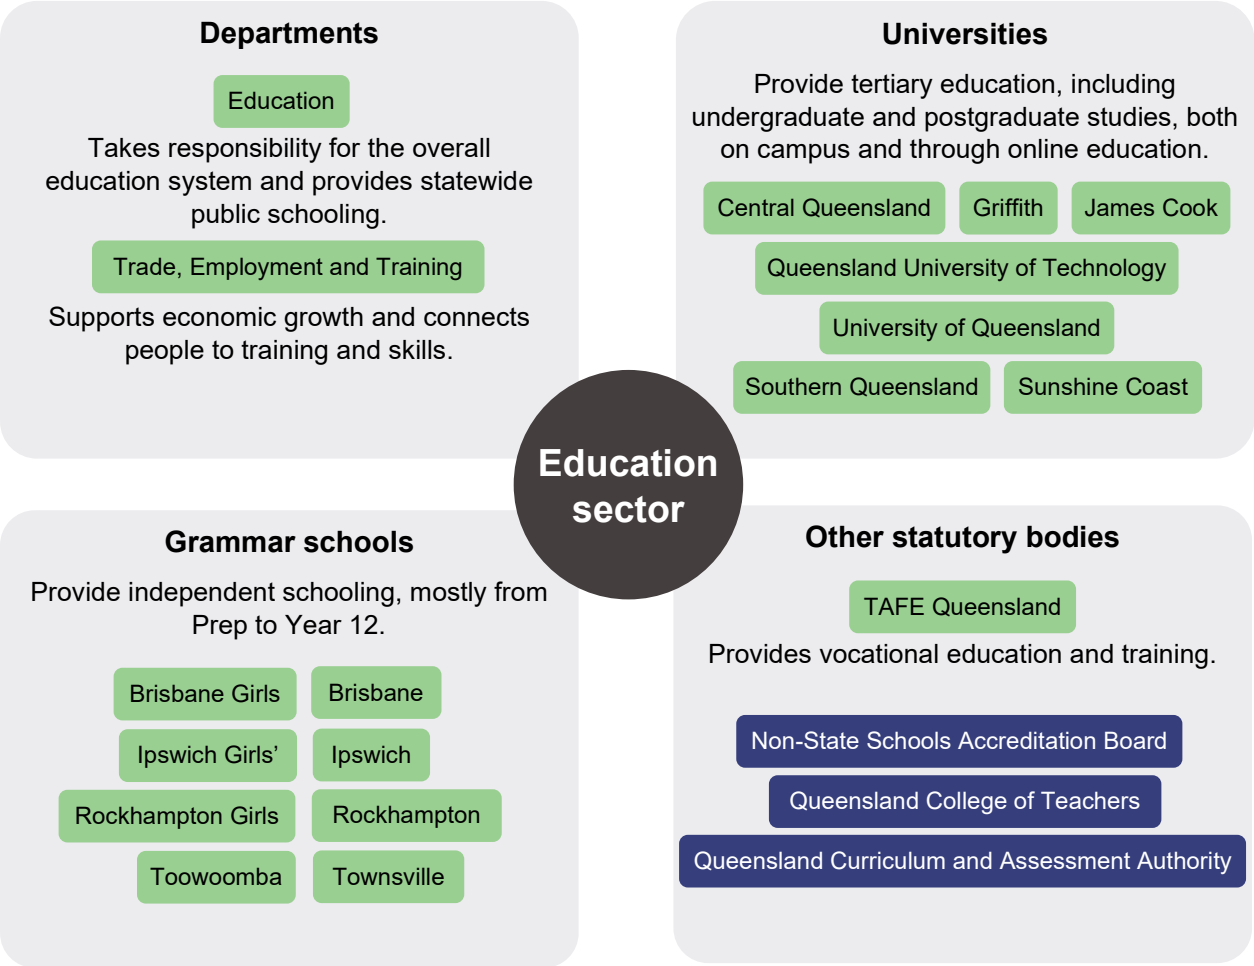 Departments
Education
Takes responsibility for the overall
education system and provides statewide
public schooling.
Trade, Employment and Training
Supports economic growth and connects
people to training and skills.
Universities
Provide tertiary education, including
undergraduate and postgraduate studies, both
on campus and through online education.
Central Queensland
Griffith
James Cook
Queensland University of Technology
University of Queensland
Southern Queensland
Sunshine Coast
Education
sector
Grammar schools
Provide independent schooling, mostly from
Prep to Year 12.
Brisbane Girls
Brisbane
Ipswich Girls’
Ipswich
Rockhampton Girls
Rockhampton
Toowoomba
Townsville
Other statutory bodies
TAFE Queensland
Provides vocational education and training.
Non-State Schools Accreditation Board
Queensland College of Teachers
Queensland Curriculum and Assessment Authority